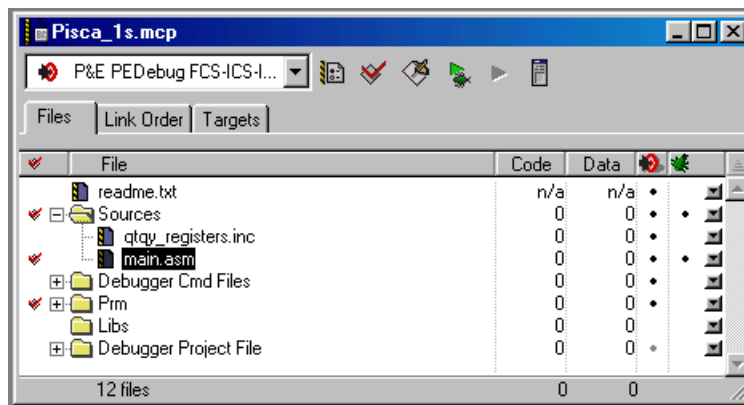 Pisca_1s.mcp
P&E PEDebug FCS-ICS-I...
Files Link Order Targets
File Code Data
readme.txt n/a n/a
Sources 0 0
qtqy_registers.inc 0 0
main.asm 0 0
Debugger Cmd Files 0 0
Prm 0 0
Libs 0 0
Debugger Project File 0 0
12 files 0 0